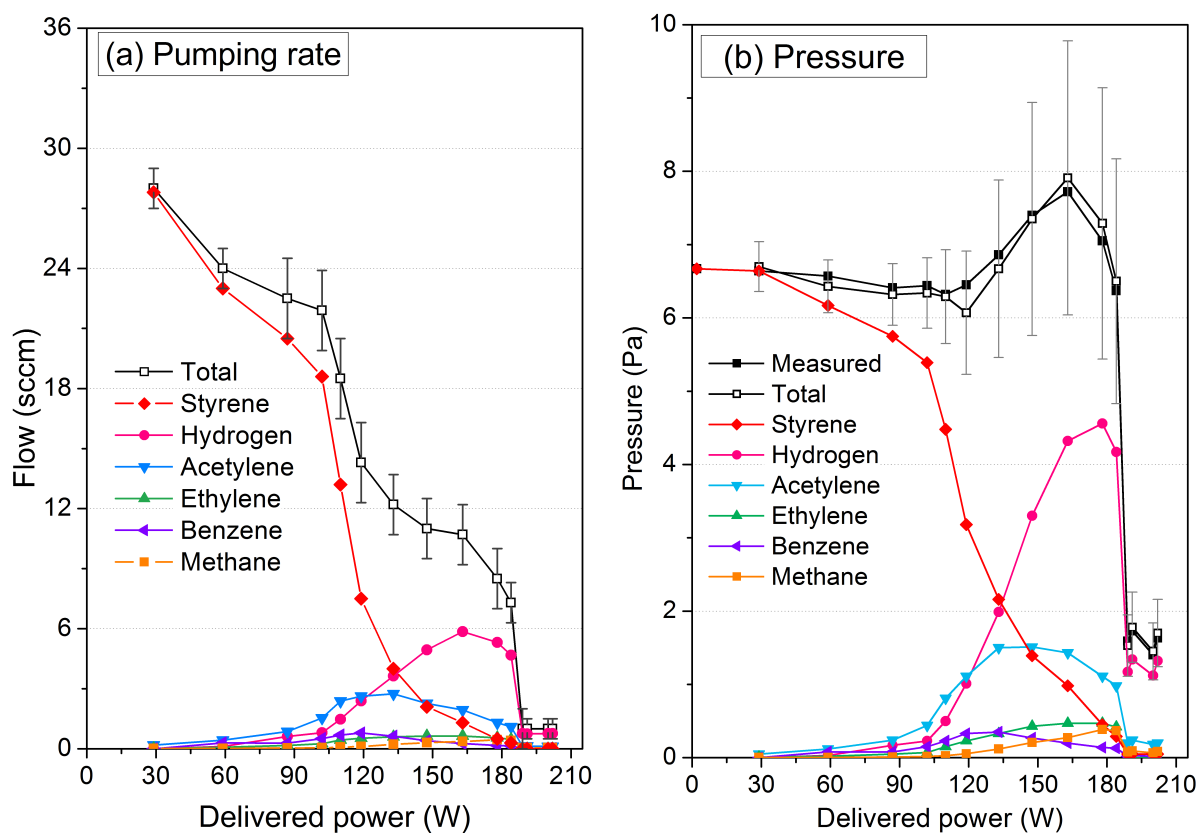 (a) Pumping rate
36
30
24
18
12
6
0
Flow (sccm)
Total
Styrene
Hydrogen
Acetylene
Ethylene
Benzene
Methane
0 30 60 90 120 150 180 210
Delivered power (W)
(b) Pressure
10
8
6
4
2
0
Pressure (Pa)
Measured
Total
Styrene
Hydrogen
Acetylene
Ethylene
Benzene
Methane
0 30 60 90 120 150 180 210
Delivered power (W)